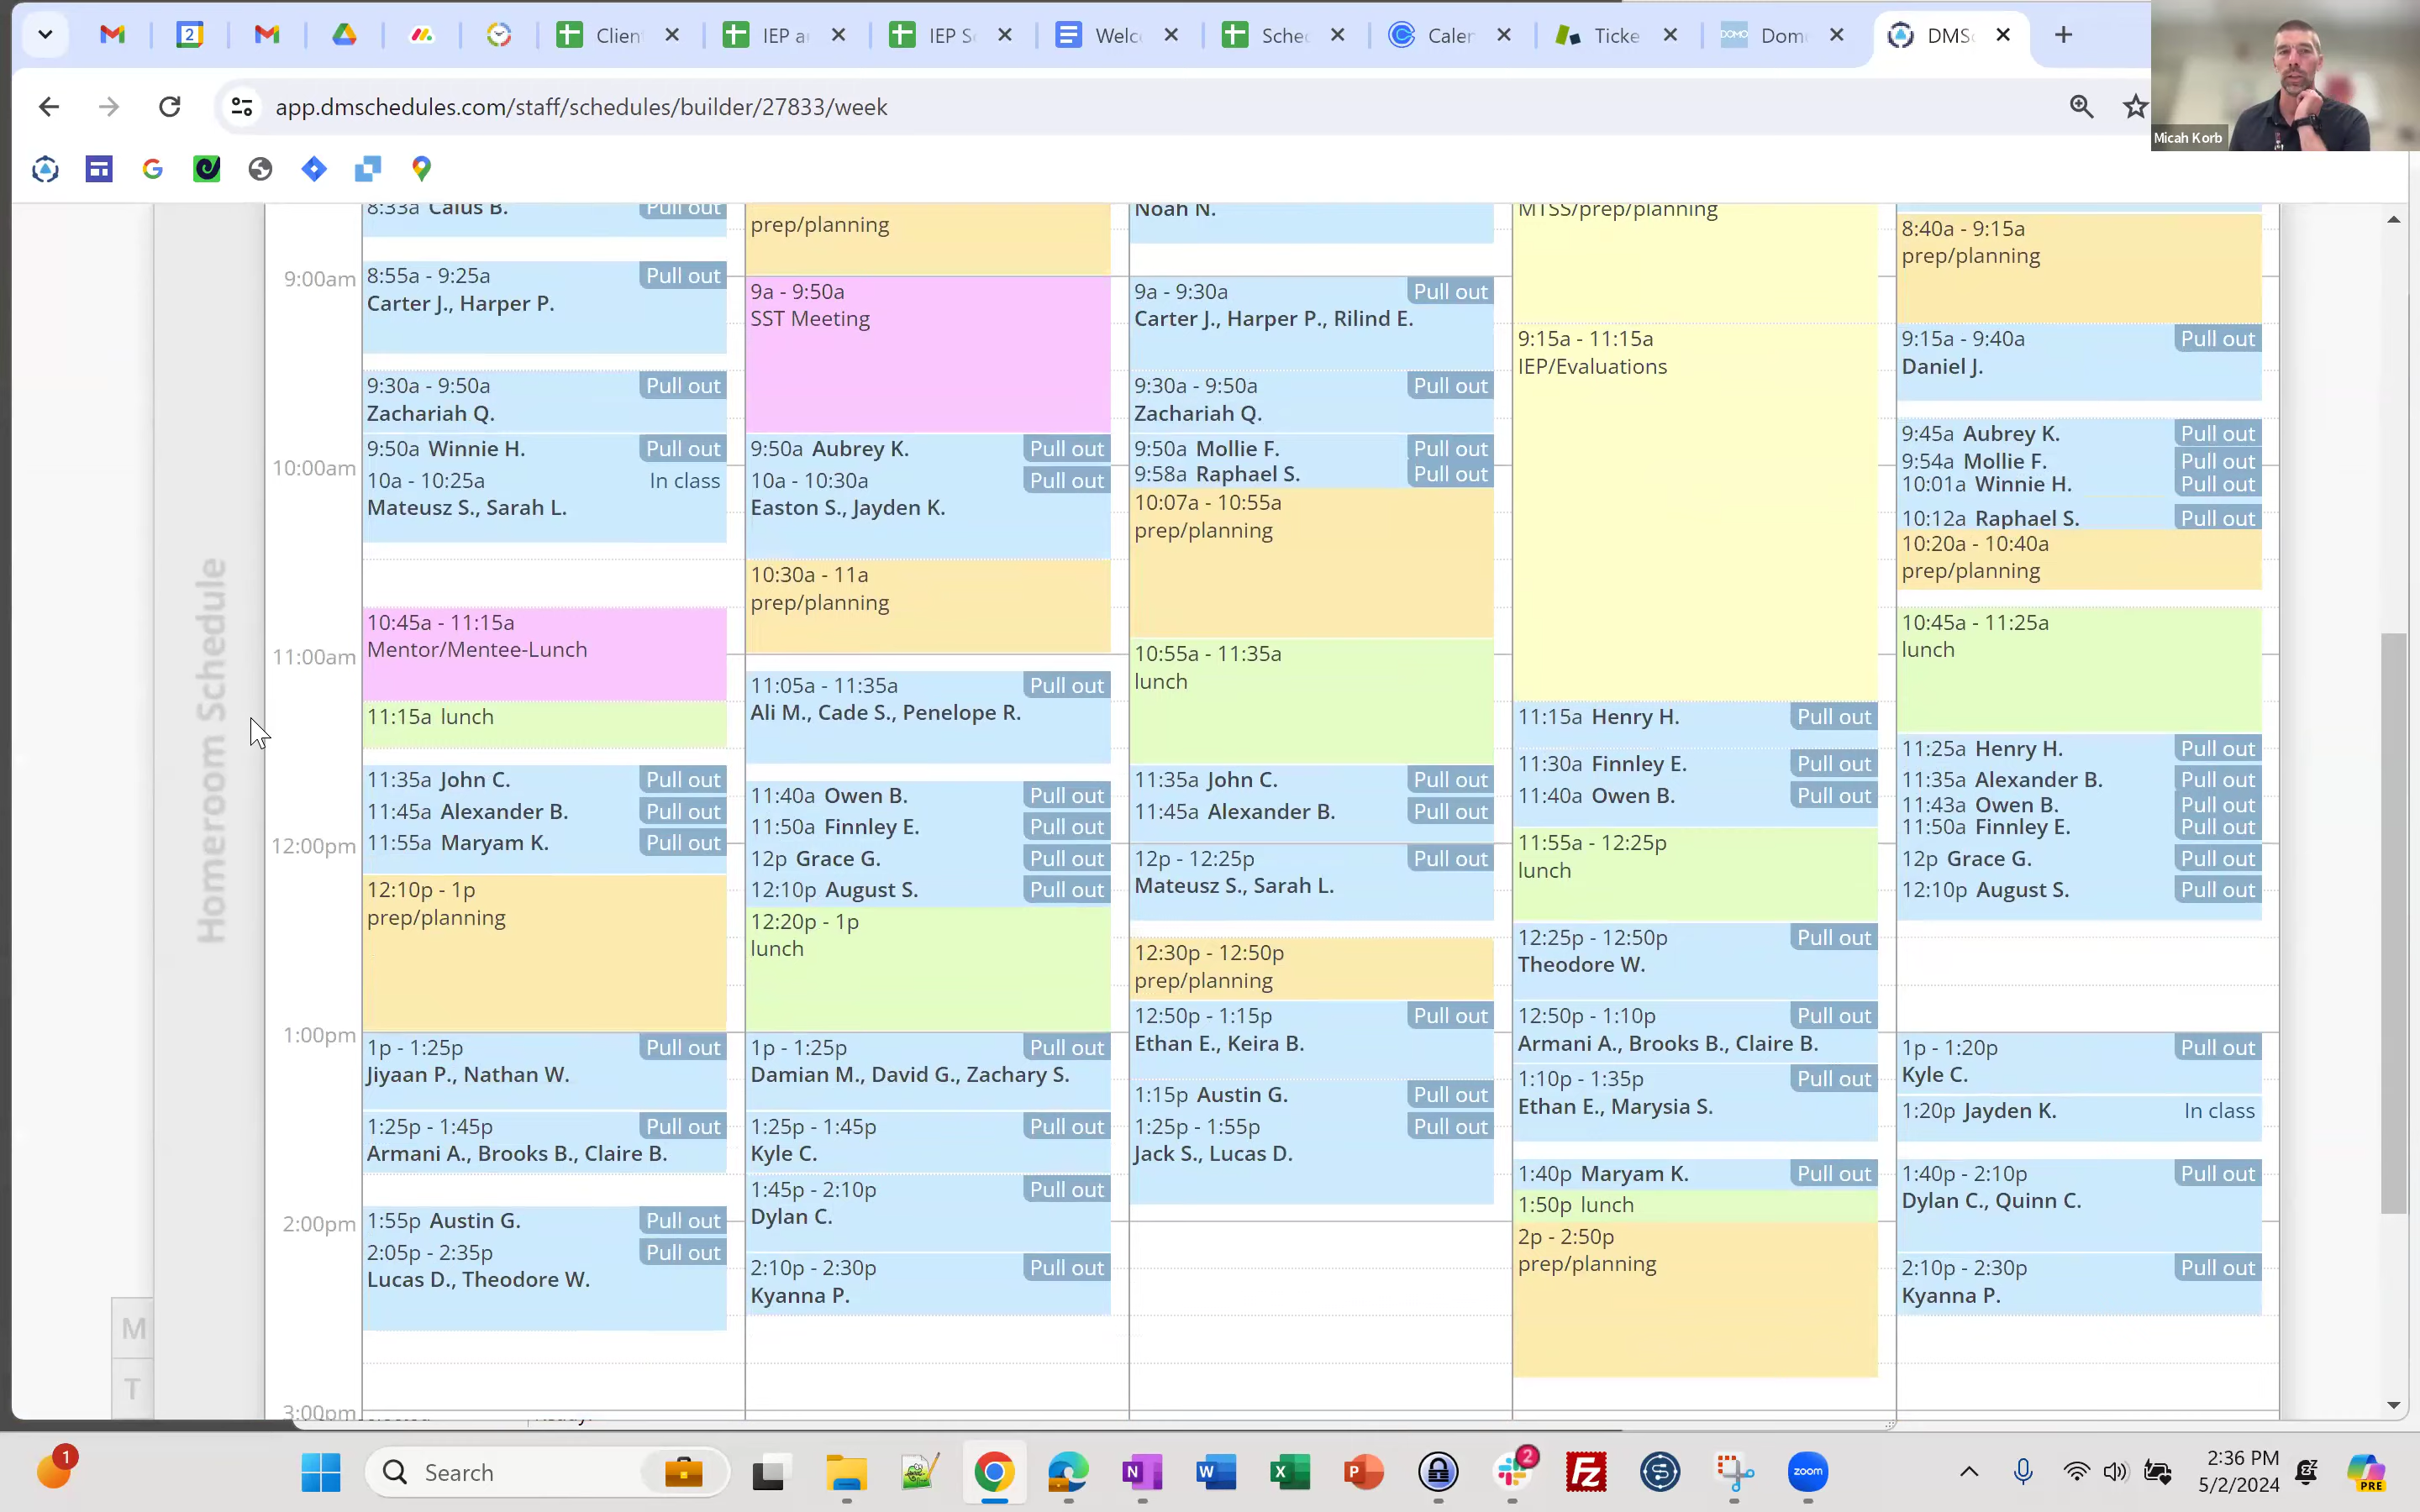 Clien
IEP a
IEP S
Welc
Sche
Caler
Ticke
DOMO
Dom
DMS
app.dmschedules.com/staff/schedules/builder/27833/week
Micah Korb
Homeroom Schedule
M
T
9:00am
10:00am
11:00am
12:00pm
1:00pm
2:00pm
3:00pm
8:33a Caius B. Pull out
8:55a - 9:25a Pull out
Carter J., Harper P.
9:30a - 9:50a Pull out
Zachariah Q.
9:50a Winnie H. Pull out
10a - 10:25a In class
Mateusz S., Sarah L.
10:45a - 11:15a
Mentor/Mentee-Lunch
11:15a lunch
11:35a John C. Pull out
11:45a Alexander B. Pull out
11:55a Maryam K. Pull out
12:10p - 1p
prep/planning
1p - 1:25p Pull out
Jiyaan P., Nathan W.
1:25p - 1:45p Pull out
Armani A., Brooks B., Claire B.
1:55p Austin G. Pull out
2:05p - 2:35p Pull out
Lucas D., Theodore W.
prep/planning
9a - 9:50a
SST Meeting
9:50a Aubrey K. Pull out
10a - 10:30a Pull out
Easton S., Jayden K.
10:30a - 11a
prep/planning
11:05a - 11:35a Pull out
Ali M., Cade S., Penelope R.
11:40a Owen B. Pull out
11:50a Finnley E. Pull out
12p Grace G. Pull out
12:10p August S. Pull out
12:20p - 1p
lunch
1p - 1:25p Pull out
Damian M., David G., Zachary S.
1:25p - 1:45p Pull out
Kyle C.
1:45p - 2:10p Pull out
Dylan C.
2:10p - 2:30p Pull out
Kyanna P.
Noah N.
9a - 9:30a Pull out
Carter J., Harper P., Rilind E.
9:30a - 9:50a Pull out
Zachariah Q.
9:50a Mollie F. Pull out
9:58a Raphael S. Pull out
10:07a - 10:55a
prep/planning
10:55a - 11:35a
lunch
11:35a John C. Pull out
11:45a Alexander B. Pull out
12p - 12:25p Pull out
Mateusz S., Sarah L.
12:30p - 12:50p
prep/planning
12:50p - 1:15p Pull out
Ethan E., Keira B.
1:15p Austin G. Pull out
1:25p - 1:55p Pull out
Jack S., Lucas D.
MTSS/prep/planning
9:15a - 11:15a
IEP/Evaluations
11:15a Henry H. Pull out
11:30a Finnley E. Pull out
11:40a Owen B. Pull out
11:55a - 12:25p
lunch
12:25p - 12:50p Pull out
Theodore W.
12:50p - 1:10p Pull out
Armani A., Brooks B., Claire B.
1:10p - 1:35p Pull out
Ethan E., Marysia S.
1:40p Maryam K. Pull out
1:50p lunch
2p - 2:50p
prep/planning
8:40a - 9:15a
prep/planning
9:15a - 9:40a Pull out
Daniel J.
9:45a Aubrey K. Pull out
9:54a Mollie F. Pull out
10:01a Winnie H. Pull out
10:12a Raphael S. Pull out
10:20a - 10:40a
prep/planning
10:45a - 11:25a
lunch
11:25a Henry H. Pull out
11:35a Alexander B. Pull out
11:43a Owen B. Pull out
11:50a Finnley E. Pull out
12p Grace G. Pull out
12:10p August S. Pull out
1p - 1:20p Pull out
Kyle C.
1:20p Jayden K. In class
1:40p - 2:10p Pull out
Dylan C., Quinn C.
2:10p - 2:30p Pull out
Kyanna P.
1
Search
2
zoom
2:36 PM
5/2/2024
PRE